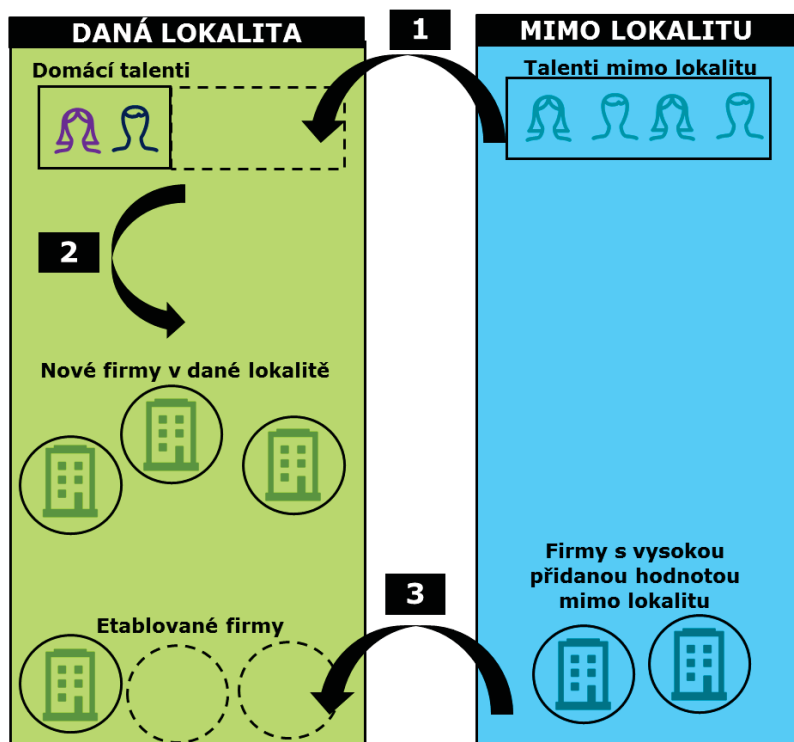 DANÁ LOKALITA
1
MIMO LOKALITU
Domácí talenti
Talenti mimo lokalitu
2
Nové firmy v dané lokalitě
Etablované firmy
3
Firmy s vysokou
přidanou hodnotou
mimo lokalitu